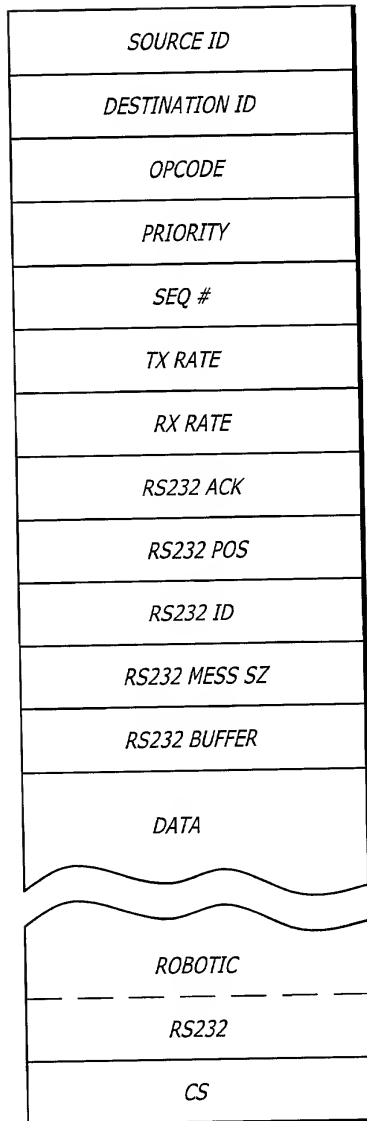 SOURCE ID
DESTINATION ID
OPCODE
PRIORITY
SEQ #
TX RATE
RX RATE
RS232 ACK
RS232 POS
RS232 ID
RS232 MESS SZ
RS232 BUFFER
DATA
ROBOTIC
RS232
CS